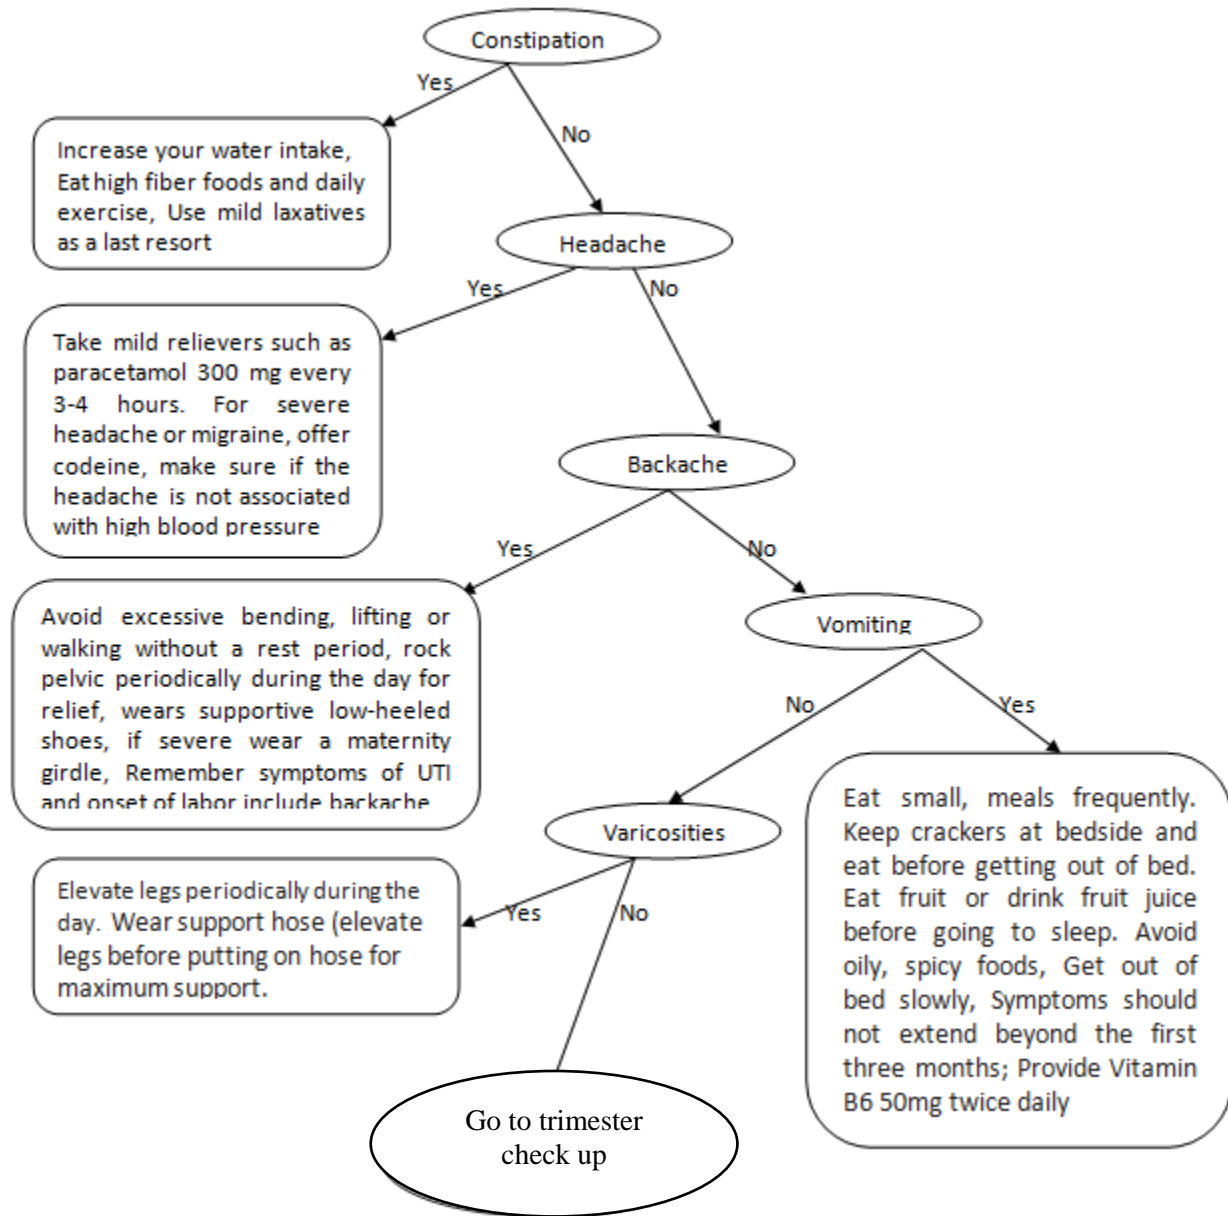 Constipation
Yes
No
Increase your water intake,
Eat high fiber foods and daily
exercise, Use mild laxatives
as a last resort
Headache
Yes
No
Take mild relievers such as
paracetamol 300 mg every
3-4 hours. For severe
headache or migraine, offer
codeine, make sure if the
headache is not associated
with high blood pressure
Backache
Yes
No
Avoid excessive bending, lifting or
walking without a rest period, rock
pelvic periodically during the day for
relief, wears supportive low-heeled
shoes, if severe wear a maternity
girdle, Remember symptoms of UTI
and onset of labor include backache
Vomiting
No
Yes
Eat small, meals frequently.
Keep crackers at bedside and
eat before getting out of bed.
Eat fruit or drink fruit juice
before going to sleep. Avoid
oily, spicy foods, Get out of
bed slowly, Symptoms should
not extend beyond the first
three months; Provide Vitamin
B6 50mg twice daily
Varicosities
Yes
No
Elevate legs periodically during the
day. Wear support hose (elevate
legs before putting on hose for
maximum support.
Go to trimester
check up